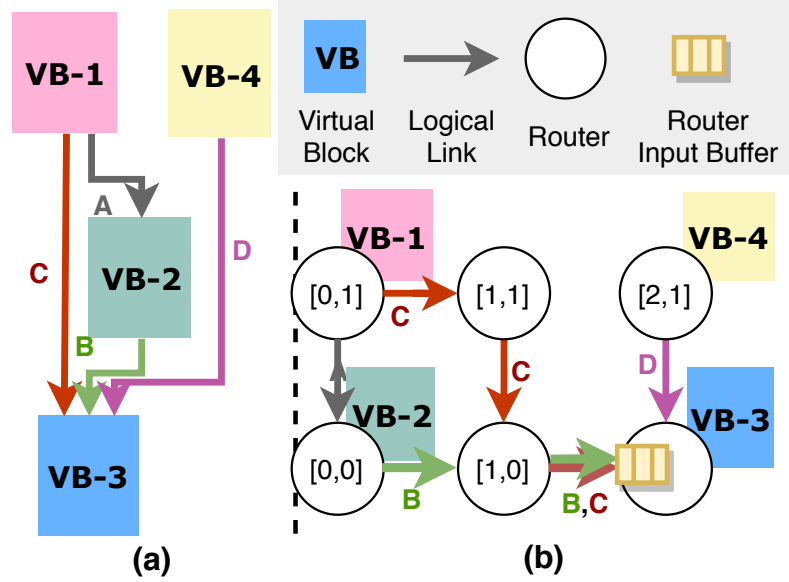 VB-1
VB-4
A
C
VB-2
D
B
VB-3
(a)
VB
Virtual
Block
Logical
Link
Router
Router
Input Buffer
VB-1
VB-4
[0,1]
[1,1]
[2,1]
C
A
C
D
VB-2
VB-3
[0,0]
[1,0]
B
B,C
(b)